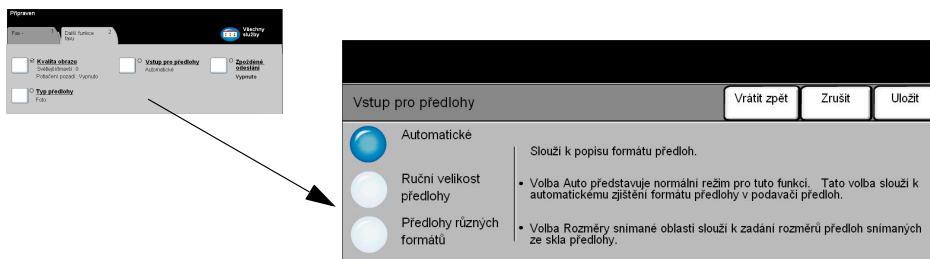 Připraven
Fax –
1
Další funkce
faxu
2
Všechny
služby
Kvalita obrazu
Světlejší/tmavší: 0
Potlačení pozadí: Vypnuto
Vstup pro předlohy
Automatické
Zpožděné
odeslání
Vypnuto
Typ předlohy
Foto
Vstup pro předlohy
Vrátit zpět
Zrušit
Uložit
Automatické
Ruční velikost
předlohy
Předlohy různých
formátů
Slouží k popisu formátu předloh.
• Volba Auto představuje normální režim pro tuto funkci. Tato volba slouží k
automatickému zjištění formátu předlohy v podavači předloh.
• Volba Rozměry snímané oblasti slouží k zadání rozměrů předloh snímaných
ze skla předlohy.